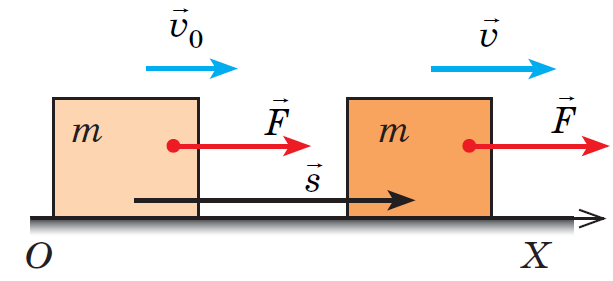 v⃗₀ v⃗
m F⃗ m F⃗
s⃗
O X